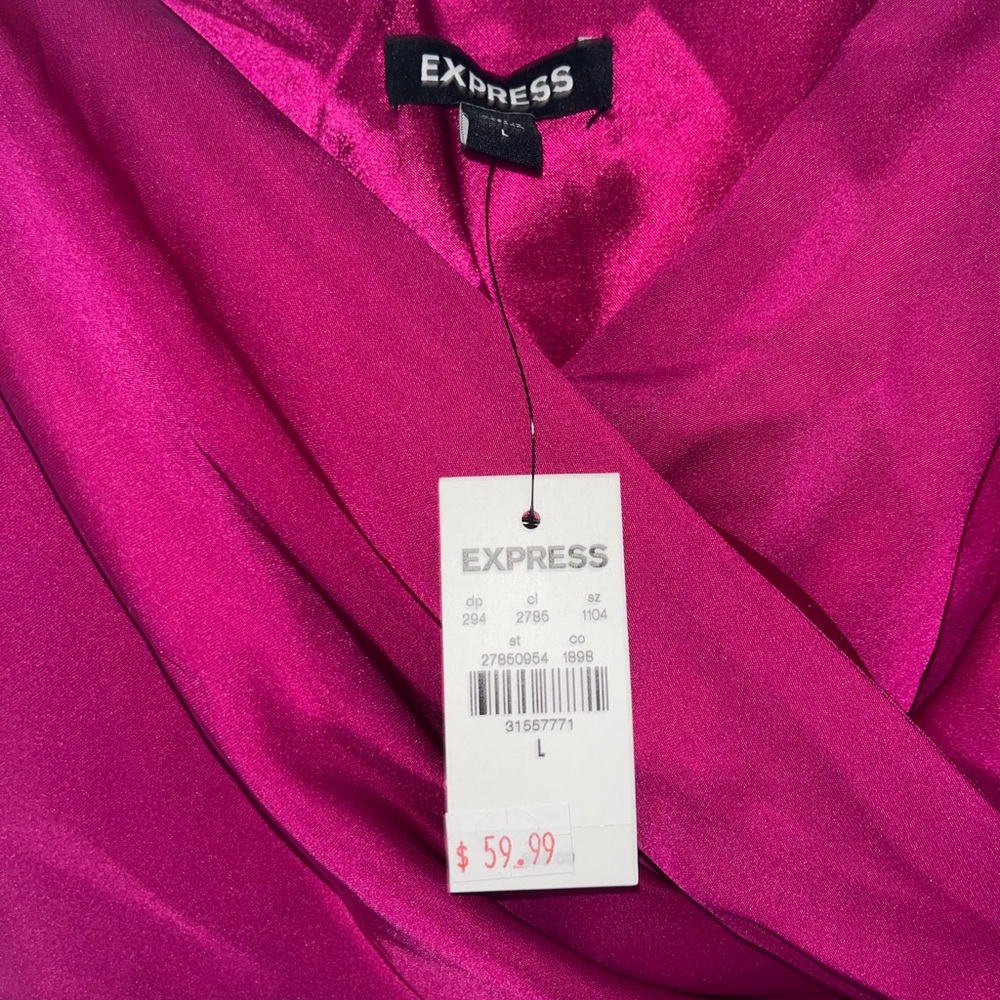 EXPRESS
L
EXPRESS
dp cl sz
294 2785 1104
st co
27850954 1898
31557771
L
$ 59.99